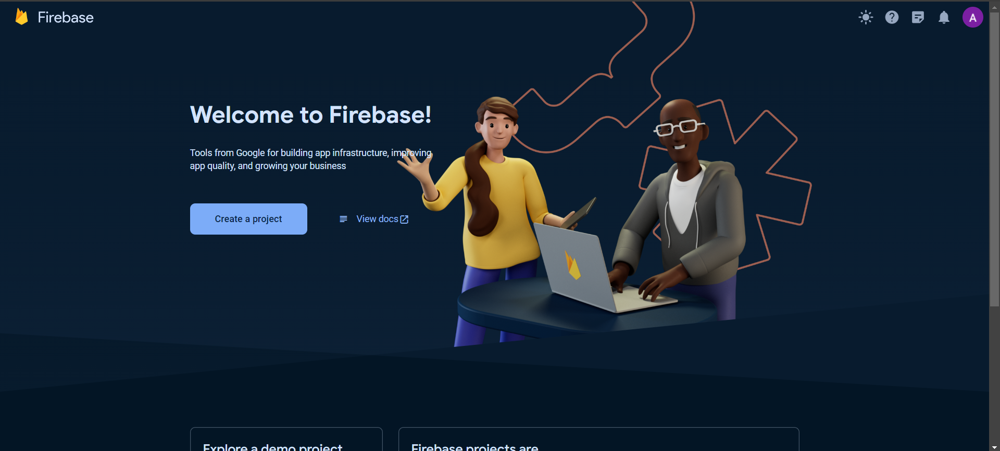 Firebase
A
Welcome to Firebase!
Tools from Google for building app infrastructure, improving
app quality, and growing your business
Create a project
View docs
Explore a demo project
Firebase projects are